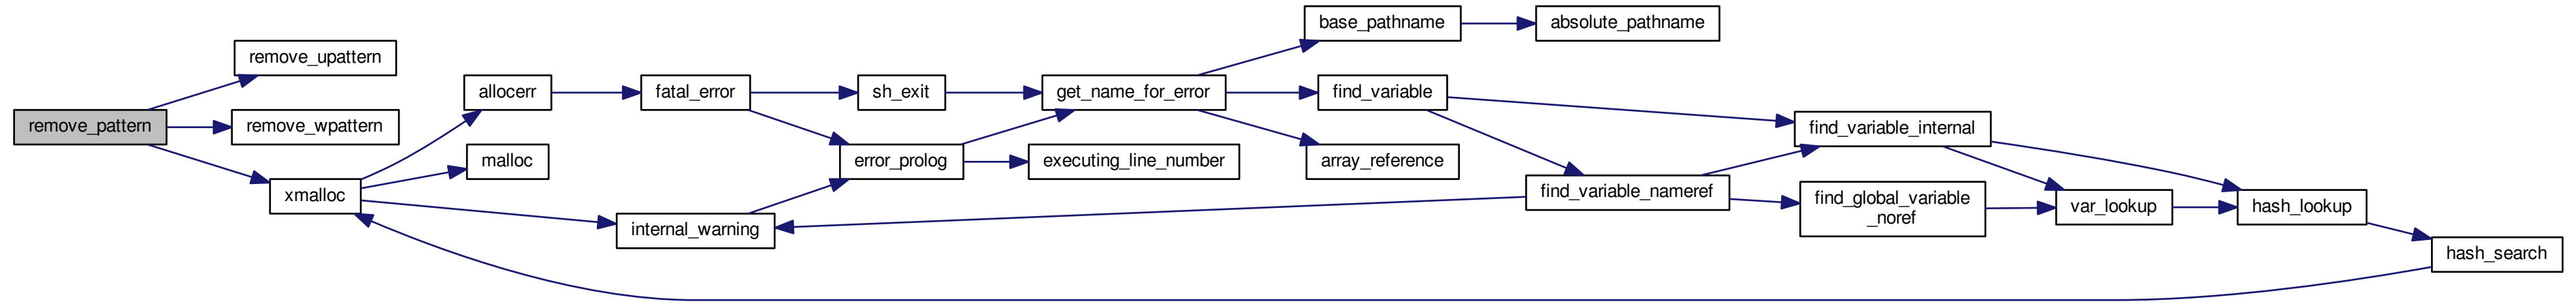 remove_pattern
remove_upattern
remove_wpattern
xmalloc
allocerr
malloc
internal_warning
fatal_error
sh_exit
error_prolog
get_name_for_error
executing_line_number
base_pathname
absolute_pathname
find_variable
array_reference
find_variable_nameref
find_variable_internal
find_global_variable
_noref
var_lookup
hash_lookup
hash_search